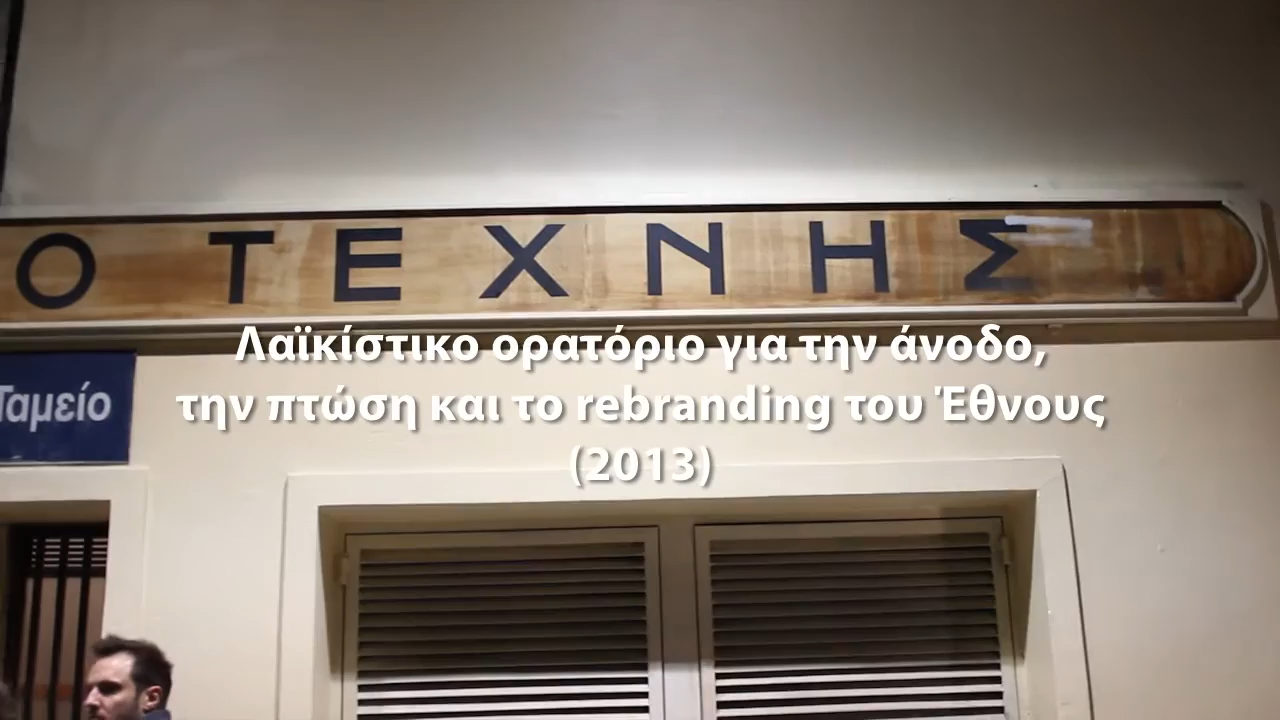 Ο ΤΕΧΝΗΣ
Λαϊκίστικο ορατόριο για την άνοδο,
την πτώση και το rebranding του Έθνους
(2013)
Ταμείο